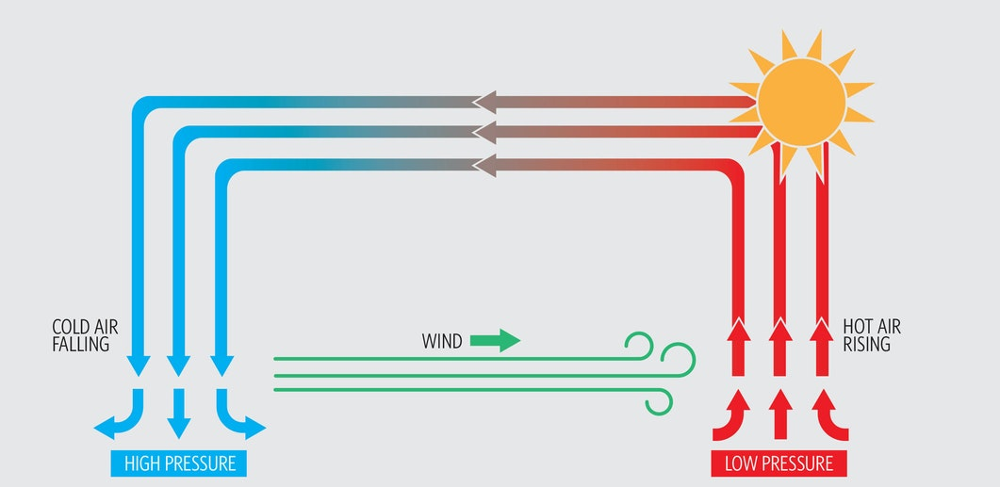 COLD AIR
FALLING
WIND
HOT AIR
RISING
HIGH PRESSURE
LOW PRESSURE